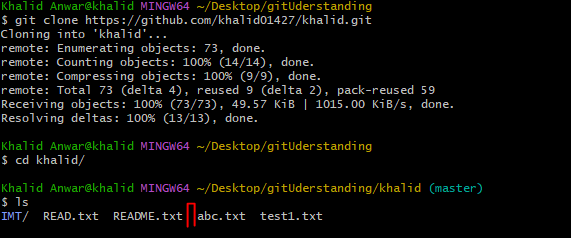 Khalid Anwar@khalid MINGW64 ~/Desktop/gitUderstanding
$ git clone https://github.com/khalid01427/khalid.git
Cloning into 'khalid'...
remote: Enumerating objects: 73, done.
remote: Counting objects: 100% (14/14), done.
remote: Compressing objects: 100% (9/9), done.
remote: Total 73 (delta 4), reused 9 (delta 2), pack-reused 59
Receiving objects: 100% (73/73), 49.57 KiB | 1015.00 KiB/s, done.
Resolving deltas: 100% (13/13), done.
Khalid Anwar@khalid MINGW64 ~/Desktop/gitUderstanding
$ cd khalid/
Khalid Anwar@khalid MINGW64 ~/Desktop/gitUderstanding/khalid (master)
$ ls
IMT/ READ.txt README.txt abc.txt test1.txt